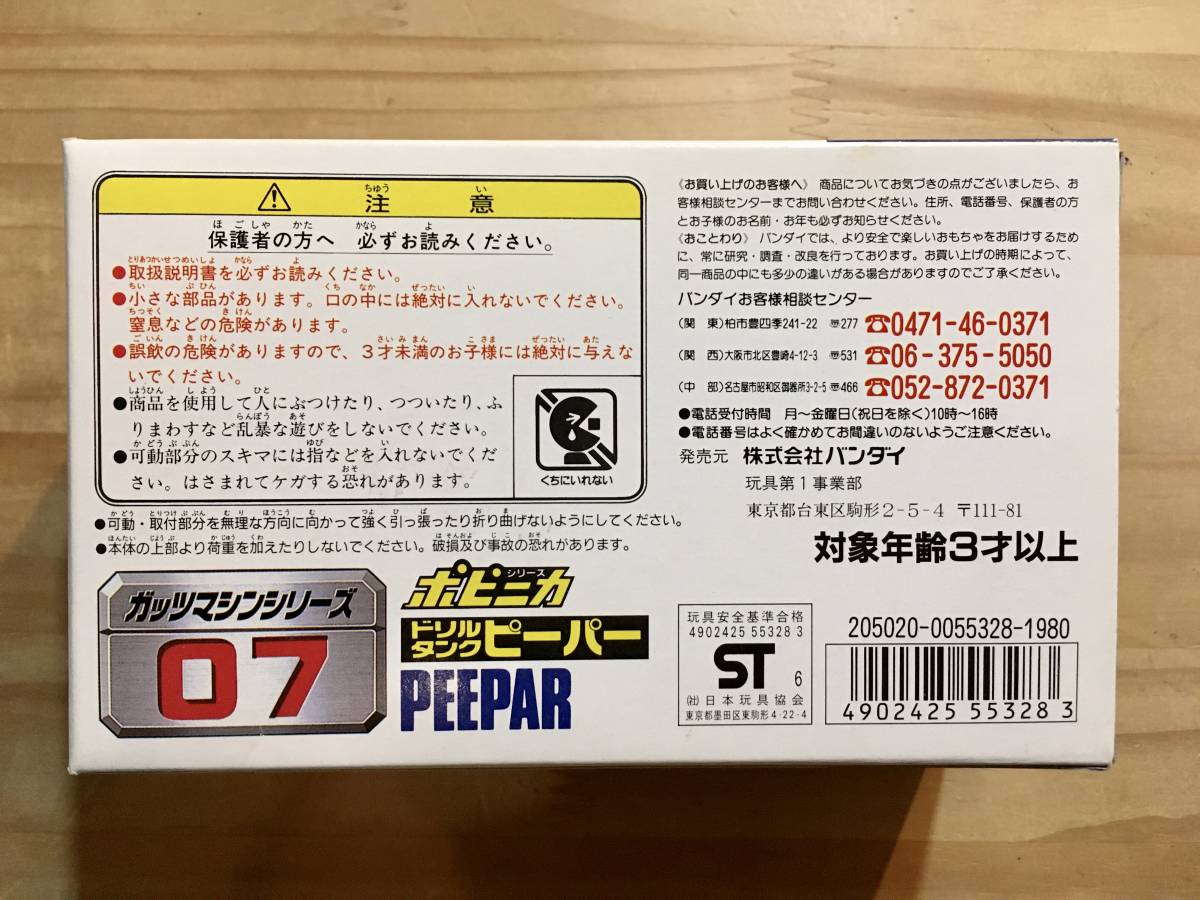 ⚠ 注意
保護者の方へ 必ずお読みください。
●取扱説明書を必ずお読みください。
●小さな部品があります。口の中には絶対に入れないでください。
窒息などの危険があります。
●誤飲の危険がありますので、3才未満のお子様には絶対に与えな
いでください。
●商品を使用して人にぶつけたり、つついたり、ふ
りまわすなど乱暴な遊びをしないでください。
●可動部分のスキマには指などを入れないでくだ
さい。はさまれてケガする恐れがあります。
くちにいれない
●可動・取付部分を無理な方向に向かって強く引っ張ったり折り曲げないようにしてください。
●本体の上部より荷重を加えたりしないでください。破損及び事故の恐れがあります。
ガッツマシンシリーズ
07
ポピニカ
シリーズ
ドリル
タンク
ピーパー
PEEPAR
《お買い上げのお客様へ》 商品についてお気づきの点がございましたら、お
客様相談センターまでお問い合わせください。住所、電話番号、保護者の方
とお子様のお名前・お年も必ずお知らせください。
《おことわり》 バンダイでは、より安全で楽しいおもちゃをお届けするため
に、常に研究・調査・改良を行っております。お買い上げの時期によって、
同一商品の中にも多少の違いがある場合がありますのでご了承ください。
バンダイお客様相談センター
(関 東)柏市豊四季241-22 〠277 ☎0471-46-0371
(関 西)大阪市北区豊崎4-12-3 〠531 ☎06-375-5050
(中 部)名古屋市昭和区御器所3-2-5 〠466 ☎052-872-0371
●電話受付時間 月〜金曜日(祝日を除く)10時〜16時
●電話番号はよく確かめてお間違いのないようご注意ください。
発売元 株式会社バンダイ
玩具第1事業部
東京都台東区駒形2-5-4 〒111-81
対象年齢3才以上
玩具安全基準合格
4902425 55328 3
ST 6
(社)日本玩具協会
東京都墨田区東駒形4-22-4
205020-0055328-1980
4902425 553283